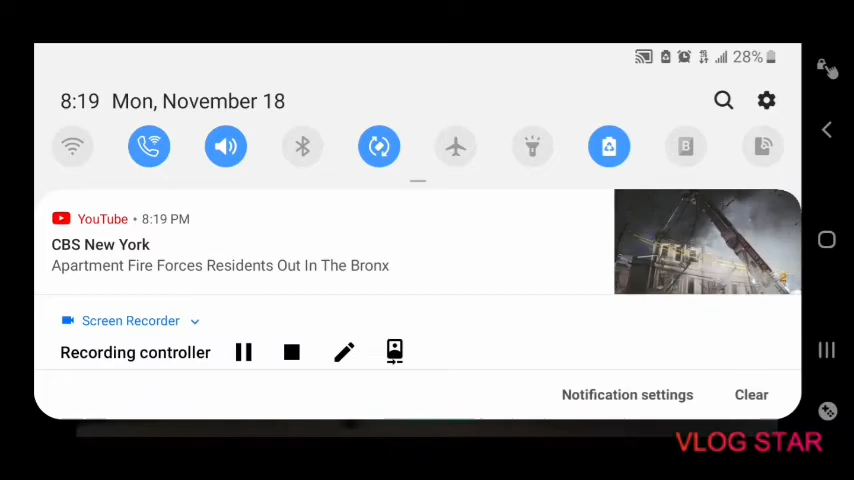 28%
8:19 Mon, November 18
B
YouTube • 8:19 PM
CBS New York
Apartment Fire Forces Residents Out In The Bronx
2
Screen Recorder
Recording controller
Notification settings Clear
VLOG STAR